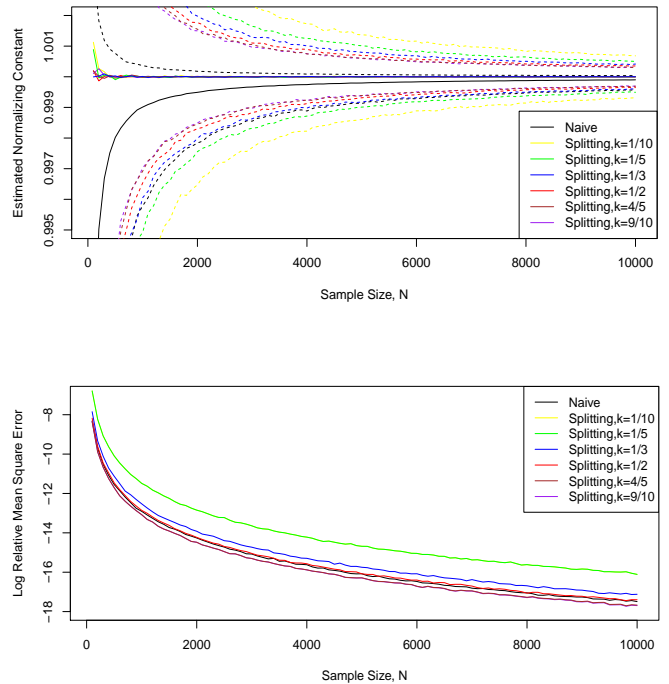 Estimated Normalizing Constant
1.001
0.999
0.997
0.995
Naive
Splitting,k=1/10
Splitting,k=1/5
Splitting,k=1/3
Splitting,k=1/2
Splitting,k=4/5
Splitting,k=9/10
0 2000 4000 6000 8000 10000
Sample Size, N
Log Relative Mean Square Error
-8
-10
-12
-14
-16
-18
Naive
Splitting,k=1/10
Splitting,k=1/5
Splitting,k=1/3
Splitting,k=1/2
Splitting,k=4/5
Splitting,k=9/10
0 2000 4000 6000 8000 10000
Sample Size, N